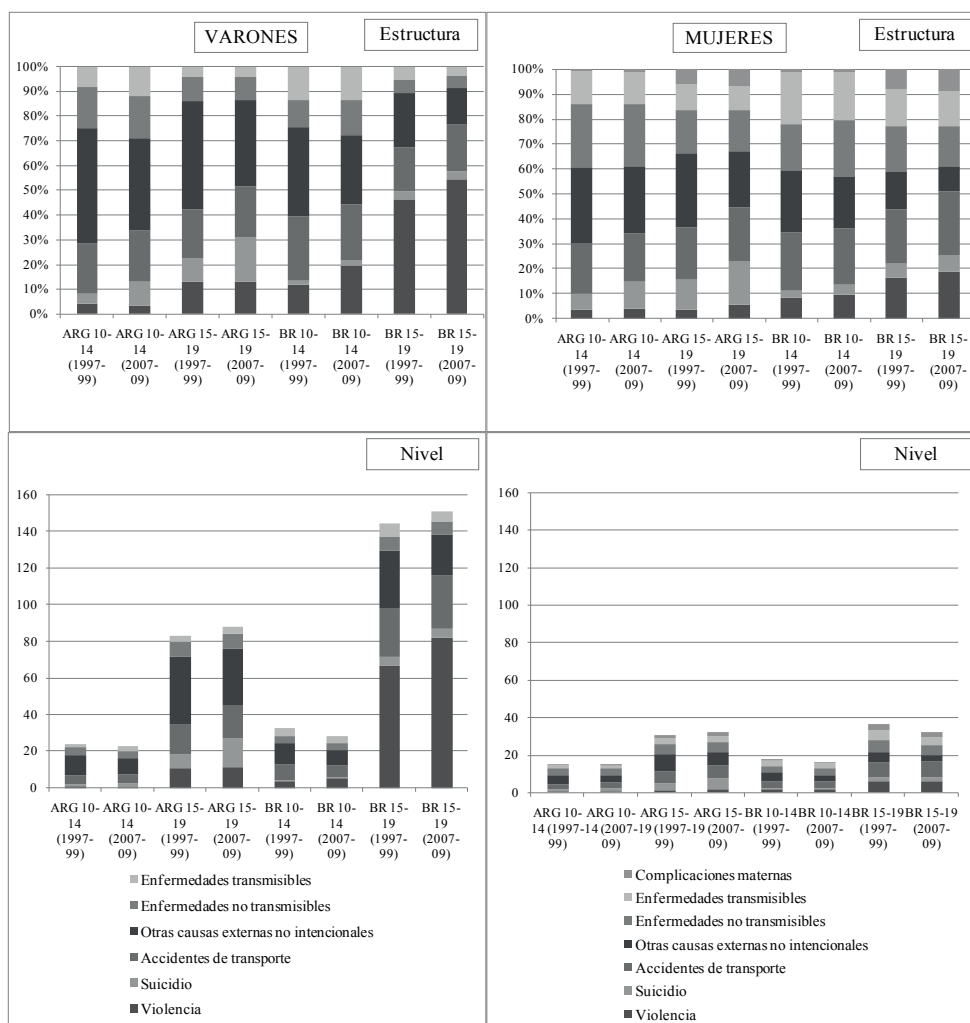 VARONES
Estructura
100%
90%
80%
70%
60%
50%
40%
30%
20%
10%
0%
ARG 10-
14
(1997-
99)
ARG 10-
14
(2007-
09)
ARG 15-
19
(1997-
99)
ARG 15-
19
(2007-
09)
BR 10-
14
(1997-
99)
BR 10-
14
(2007-
09)
BR 15-
19
(1997-
99)
BR 15-
19
(2007-
09)
MUJERES
Estructura
100%
90%
80%
70%
60%
50%
40%
30%
20%
10%
0%
ARG 10-
14
(1997-
99)
ARG 10-
14
(2007-
09)
ARG 15-
19
(1997-
99)
ARG 15-
19
(2007-
09)
BR 10-
14
(1997-
99)
BR 10-
14
(2007-
09)
BR 15-
19
(1997-
99)
BR 15-
19
(2007-
09)
Nivel
160
140
120
100
80
60
40
20
0
ARG 10-
14
(1997-
99)
ARG 10-
14
(2007-
09)
ARG 15-
19
(1997-
99)
ARG 15-
19
(2007-
09)
BR 10-
14
(1997-
99)
BR 10-
14
(2007-
09)
BR 15-
19
(1997-
99)
BR 15-
19
(2007-
09)
Enfermedades transmisibles
Enfermedades no transmisibles
Otras causas externas no intencionales
Accidentes de transporte
Suicidio
Violencia
Nivel
160
140
120
100
80
60
40
20
0
ARG 10-
14 (1997-
99)
ARG 10-
14 (2007-
09)
ARG 15-
19 (1997-
99)
ARG 15-
19 (2007-
09)
BR 10-14
(1997-
99)
BR 10-14
(2007-
09)
BR 15-19
(1997-
99)
BR 15-19
(2007-
09)
Complicaciones maternas
Enfermedades transmisibles
Enfermedades no transmisibles
Otras causas externas no intencionales
Accidentes de transporte
Suicidio
Violencia